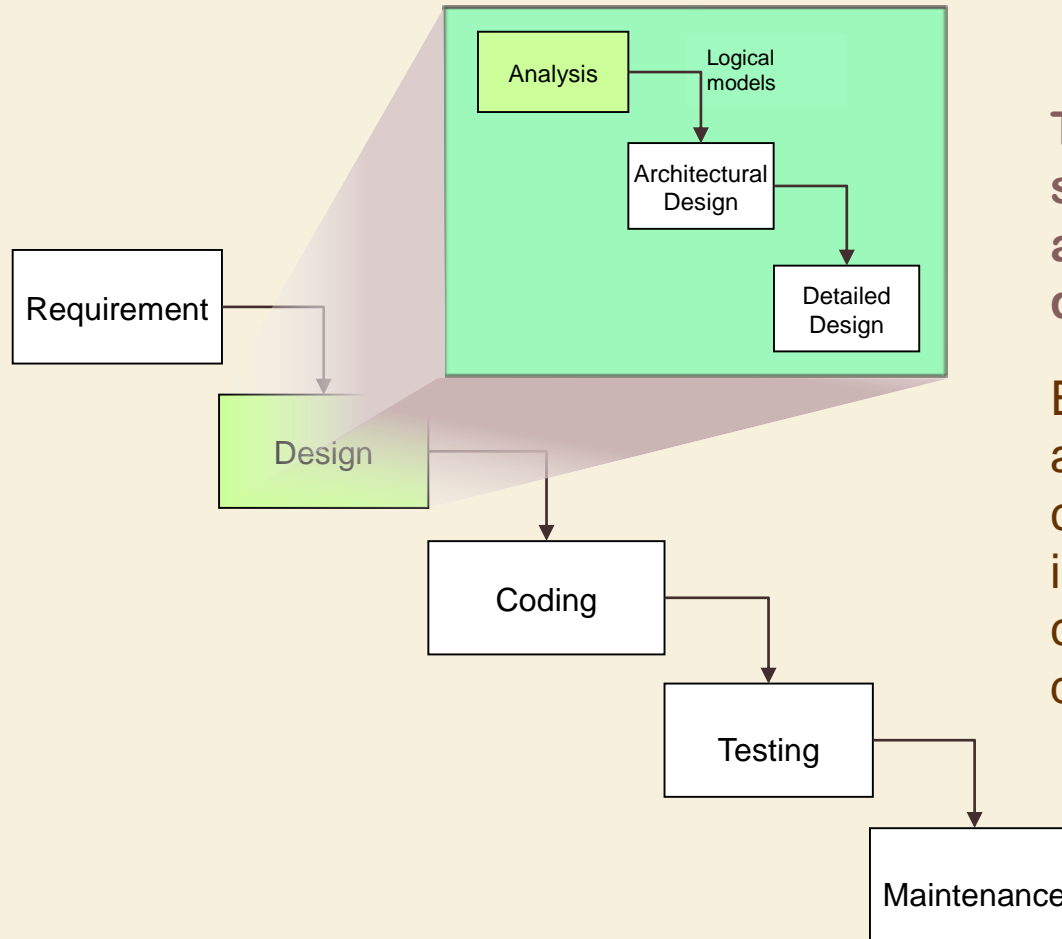 Analysis
Logical
models
Architectural
Design
Detailed
Design
Requirement
Design
Coding
Testing
Maintenance